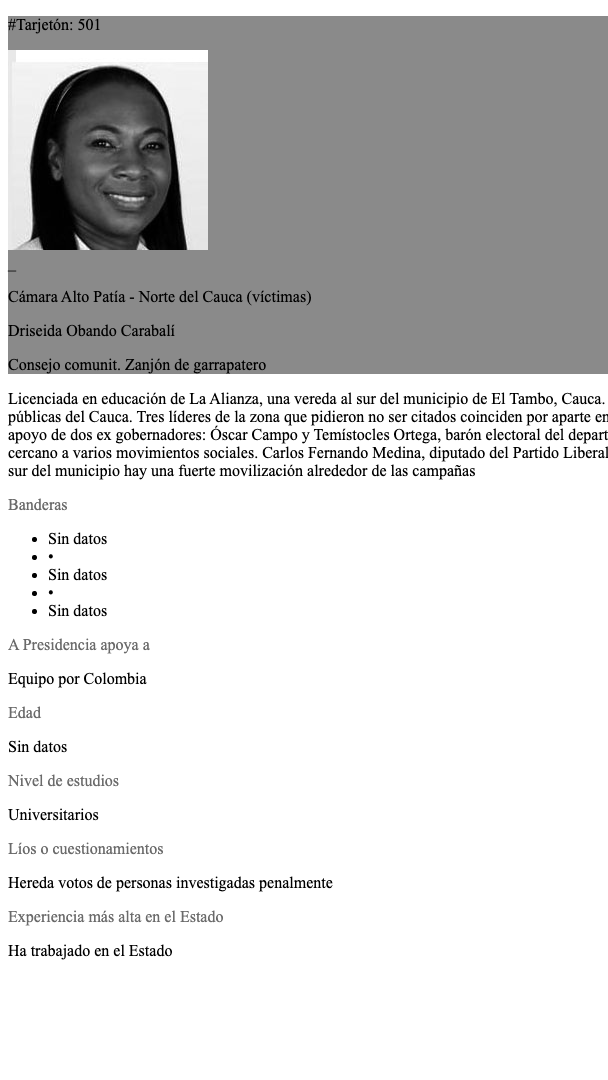 #Tarjetón: 501
_
Cámara Alto Patía - Norte del Cauca (víctimas)
Driseida Obando Carabalí
Consejo comunit. Zanjón de garrapatero
Licenciada en educación de La Alianza, una vereda al sur del municipio de El Tambo, Cauca.
públicas del Cauca. Tres líderes de la zona que pidieron no ser citados coinciden por aparte en
apoyo de dos ex gobernadores: Óscar Campo y Temístocles Ortega, barón electoral del depart
cercano a varios movimientos sociales. Carlos Fernando Medina, diputado del Partido Liberal
sur del municipio hay una fuerte movilización alrededor de las campañas
Banderas
• Sin datos
• •
• Sin datos
• •
• Sin datos
A Presidencia apoya a
Equipo por Colombia
Edad
Sin datos
Nivel de estudios
Universitarios
Líos o cuestionamientos
Hereda votos de personas investigadas penalmente
Experiencia más alta en el Estado
Ha trabajado en el Estado